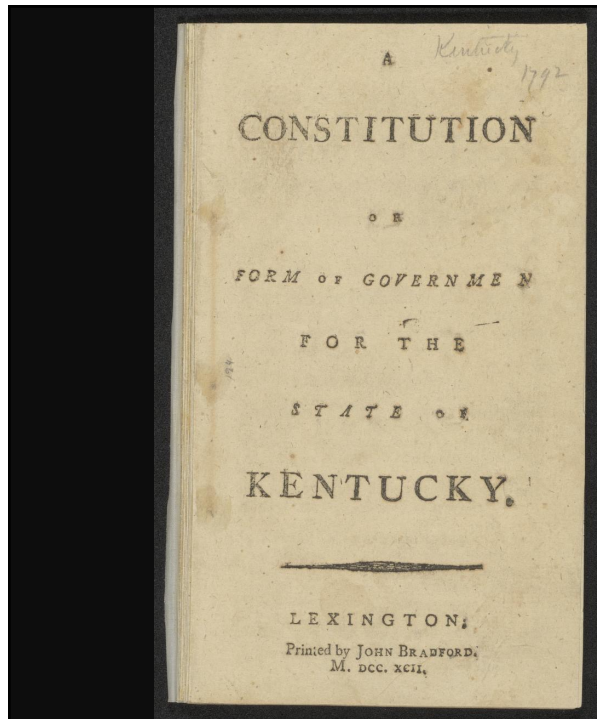 A
Kentucky
1792
CONSTITUTION
OR
FORM OF GOVERNMEN
FOR THE
STATE OF
KENTUCKY.
LEXINGTON:
Printed by JOHN BRADFORD.
M. DCC. XCII.